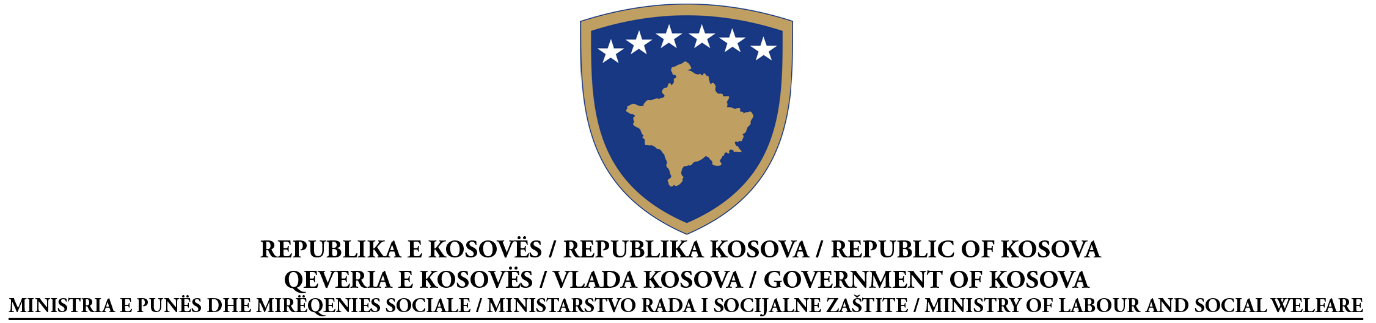 REPUBLIKA E KOSOVËS / REPUBLIKA KOSOVA / REPUBLIC OF KOSOVA
QEVERIA E KOSOVËS / VLADA KOSOVA / GOVERNMENT OF KOSOVA
MINISTRIA E PUNËS DHE MIRËQENIES SOCIALE / MINISTARSTVO RADA I SOCIJALNE ZAŠTITE / MINISTRY OF LABOUR AND SOCIAL WELFARE